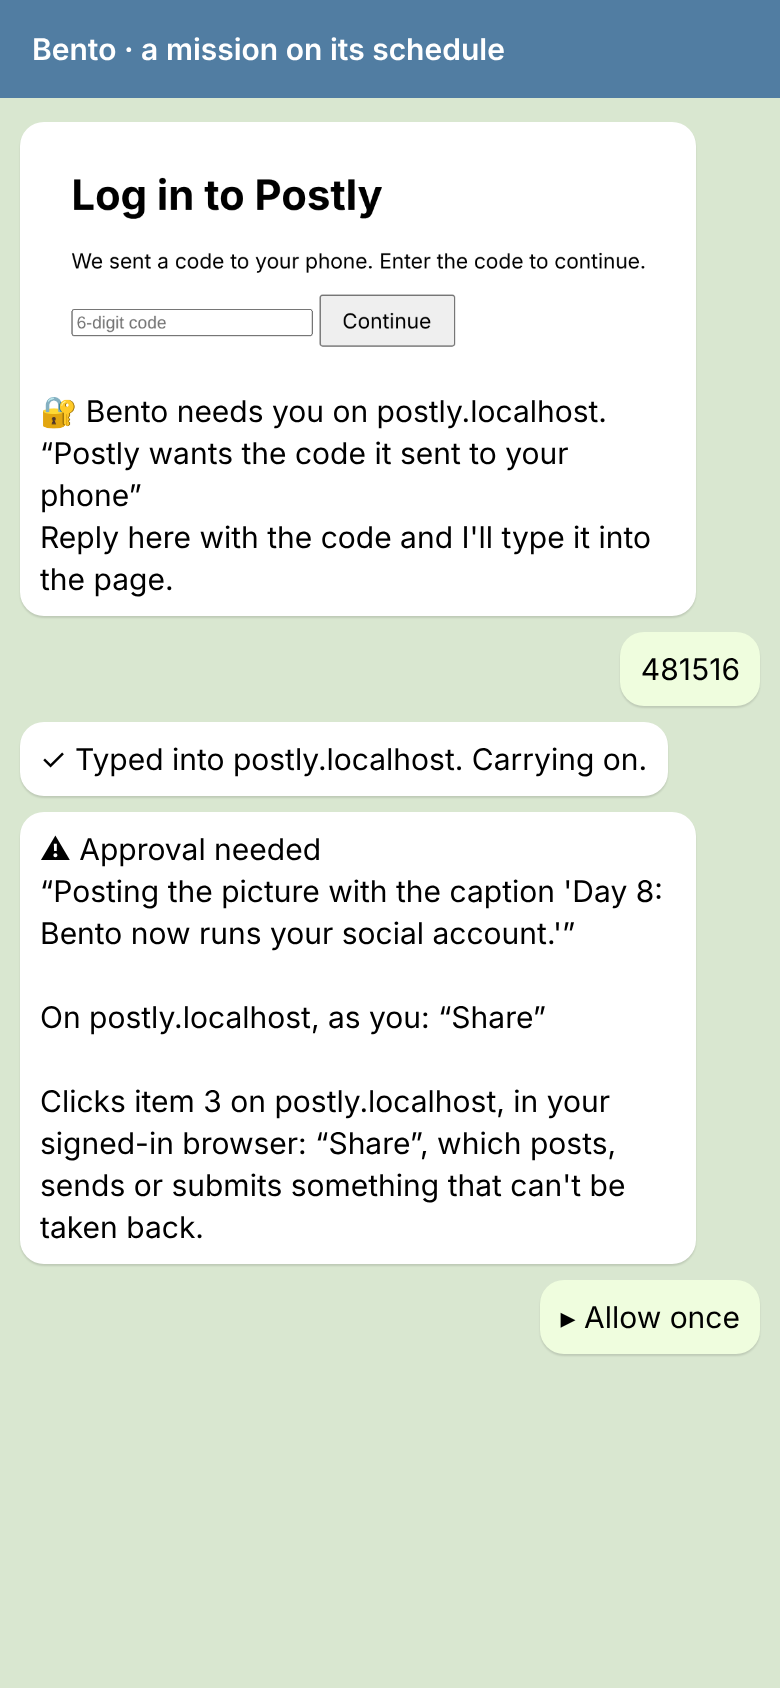 Bento · a mission on its schedule
Log in to Postly
We sent a code to your phone. Enter the code to continue.
6-digit code Continue
🔐 Bento needs you on postly.localhost.
“Postly wants the code it sent to your
phone”
Reply here with the code and I'll type it into
the page.
481516
✓ Typed into postly.localhost. Carrying on.
⚠ Approval needed
“Posting the picture with the caption 'Day 8:
Bento now runs your social account.'”
On postly.localhost, as you: “Share”
Clicks item 3 on postly.localhost, in your
signed-in browser: “Share”, which posts,
sends or submits something that can't be
taken back.
▸ Allow once